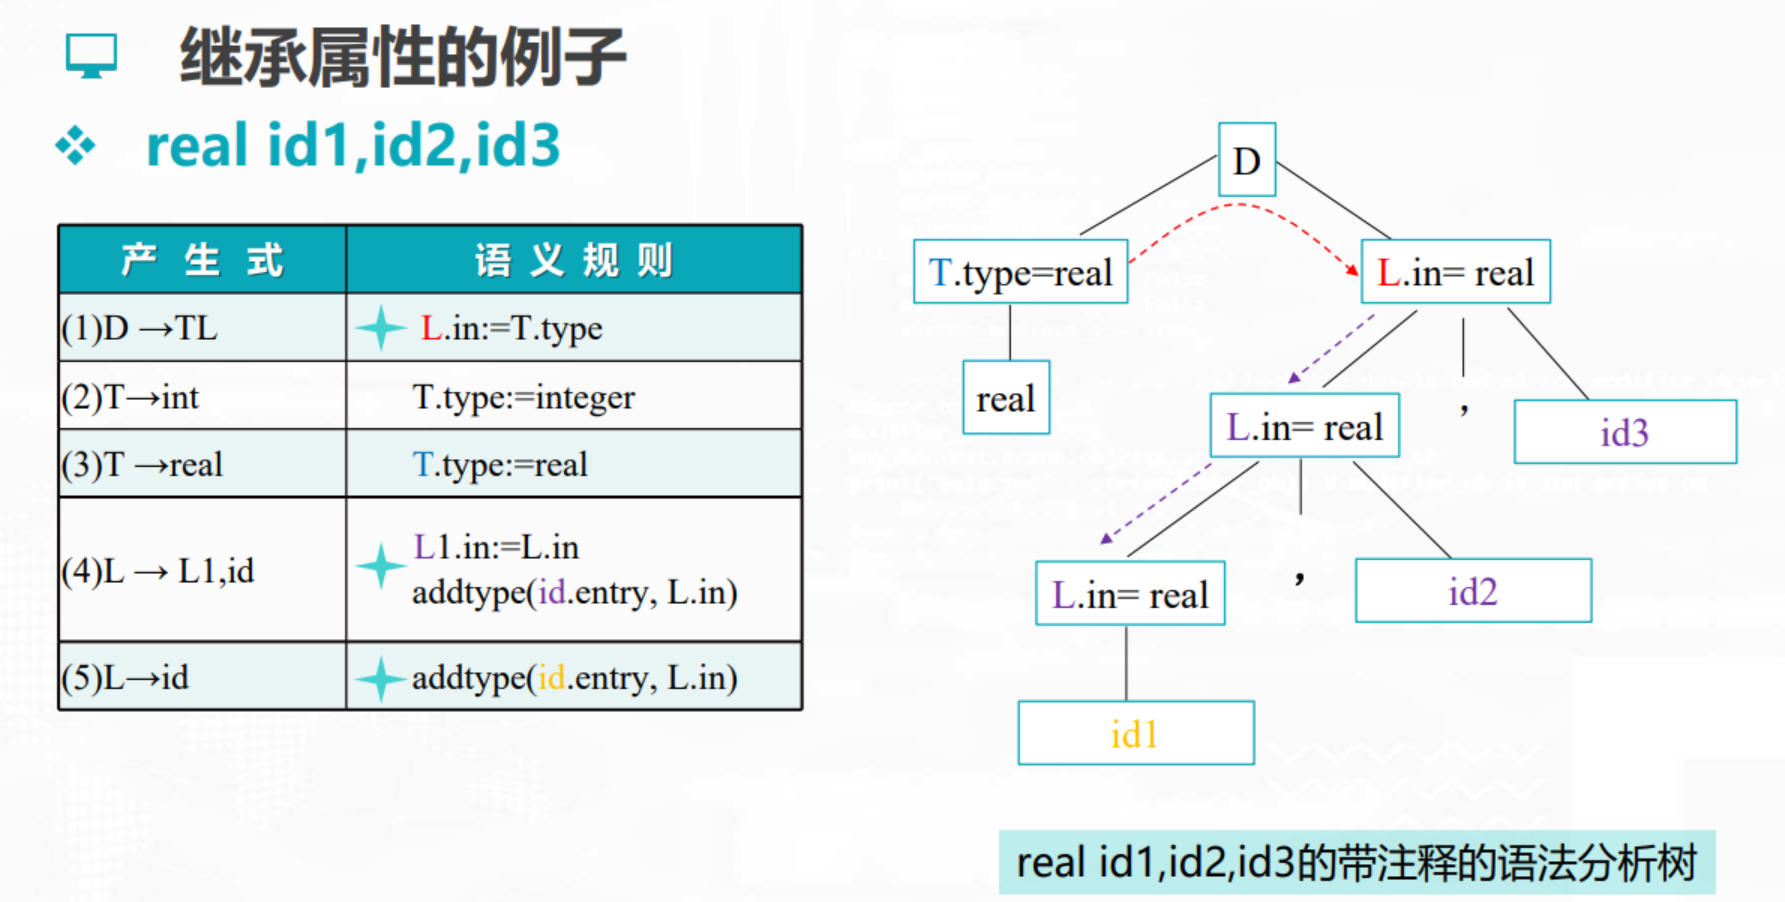 继承属性的例子
real id1,id2,id3
产 生 式 语 义 规 则
(1)D →TL L.in:=T.type
(2)T→int T.type:=integer
(3)T →real T.type:=real
(4)L → L1,id L1.in:=L.in
addtype(id.entry, L.in)
(5)L→id addtype(id.entry, L.in)
D
T.type=real L.in= real
real
L.in= real , id3
L.in= real , id2
id1
real id1,id2,id3的带注释的语法分析树